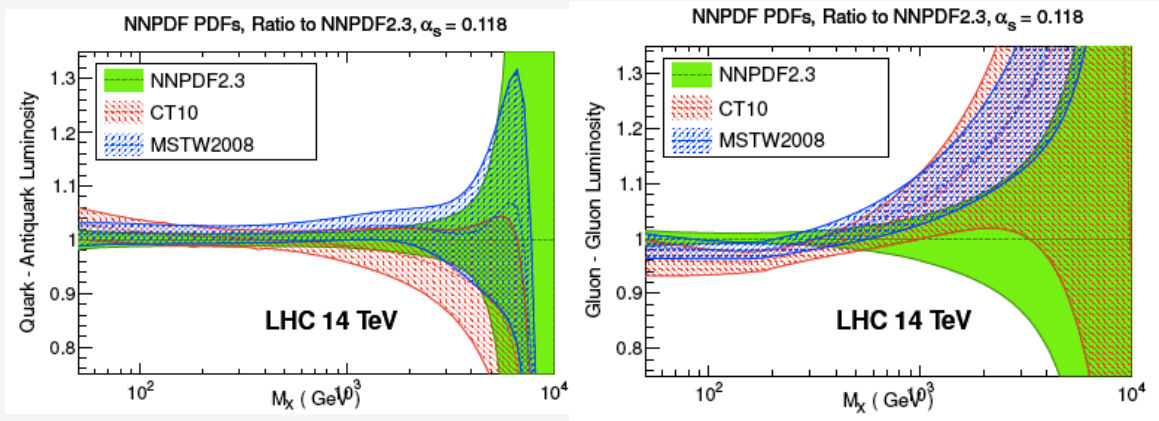 NNPDF PDFs, Ratio to NNPDF2.3, αs = 0.118
Quark - Antiquark Luminosity
1.3
1.2
1.1
1
0.9
0.8
NNPDF2.3
CT10
MSTW2008
LHC 14 TeV
10² 10³ 10⁴
Mx ( GeV )
NNPDF PDFs, Ratio to NNPDF2.3, αs = 0.118
Gluon - Gluon Luminosity
1.3
1.2
1.1
1
0.9
0.8
NNPDF2.3
CT10
MSTW2008
LHC 14 TeV
10² 10³ 10⁴
Mx ( GeV )